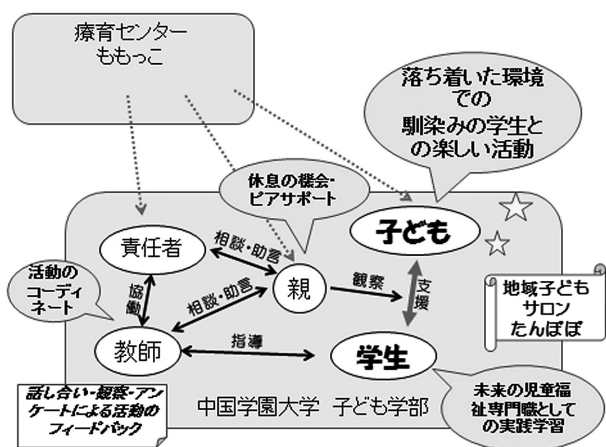 療育センター
ももっこ
落ち着いた環境
での
馴染みの学生と
の楽しい活動
休息の機会・
ピアサポート
子ども
責任者
相談・助言
親
観察
支援
地域子ども
サロン
たんぽぽ
活動の
コーディ
ネート
協働
相談・助言
教師
指導
学生
話し合い・観察・アン
ケートによる活動の
フィードバック
中国学園大学 子ども学部
未来の児童福
祉専門職として
の実践学習